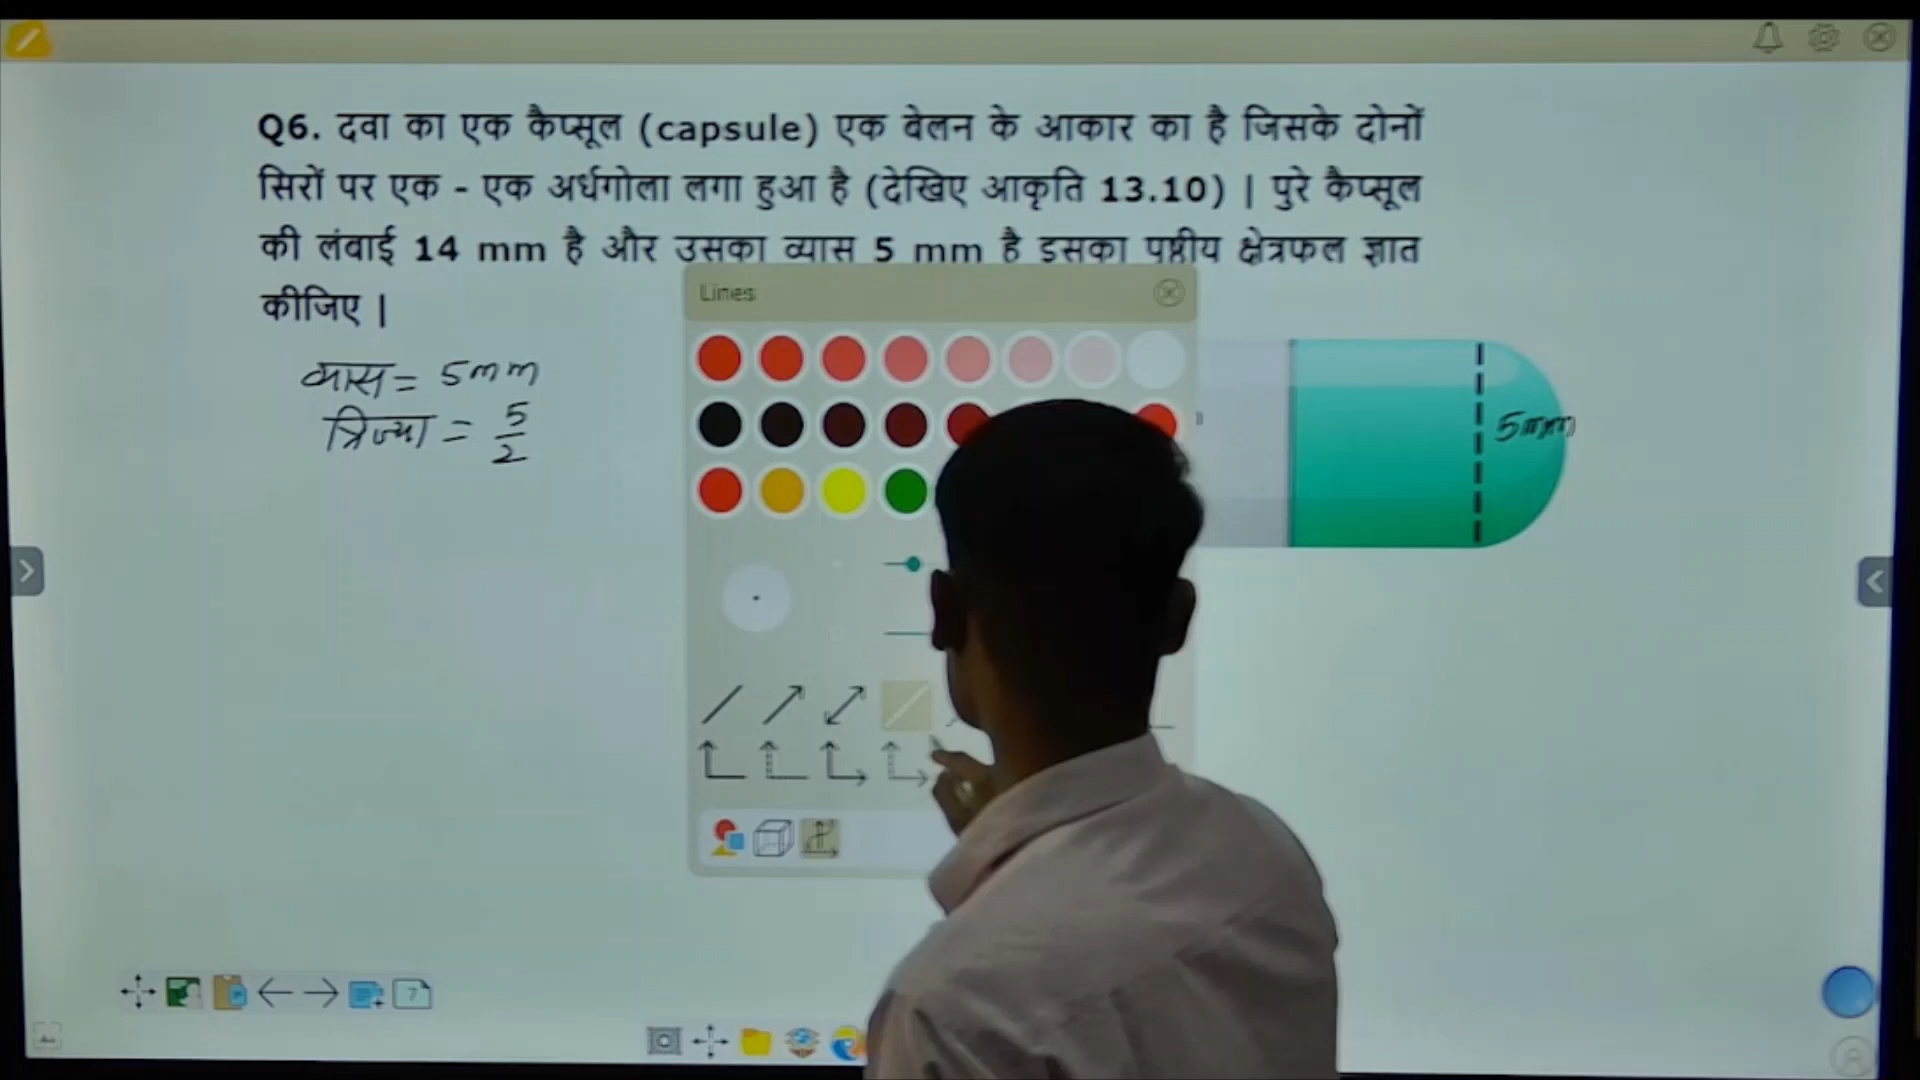 Q6. दवा का एक कैप्सूल (capsule) एक बेलन के आकार का है जिसके दोनों
सिरों पर एक - एक अर्धगोला लगा हुआ है (देखिए आकृति 13.10) | पुरे कैप्सूल
की लंवाई 14 mm है और उसका व्यास 5 mm है इसका पृष्ठीय क्षेत्रफल ज्ञात
कीजिए |
Lines
व्यास = 5mm
त्रिज्या = 5/2
5mm
7